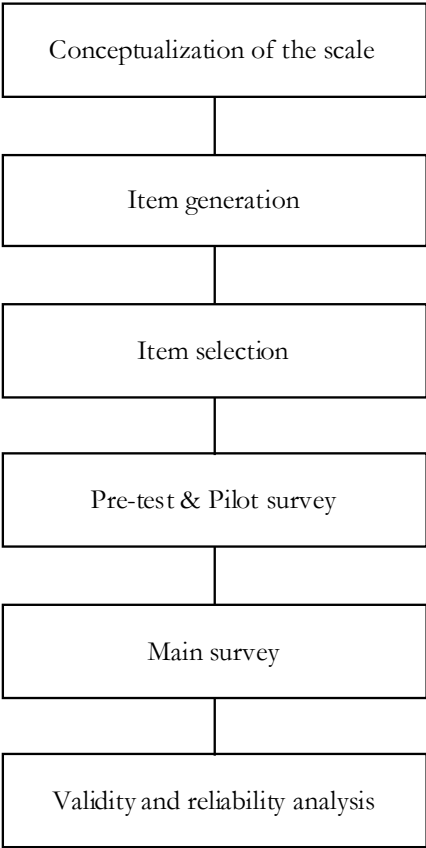 Conceptualization of the scale
Item generation
Item selection
Pre-test & Pilot survey
Main survey
Validity and reliability analysis